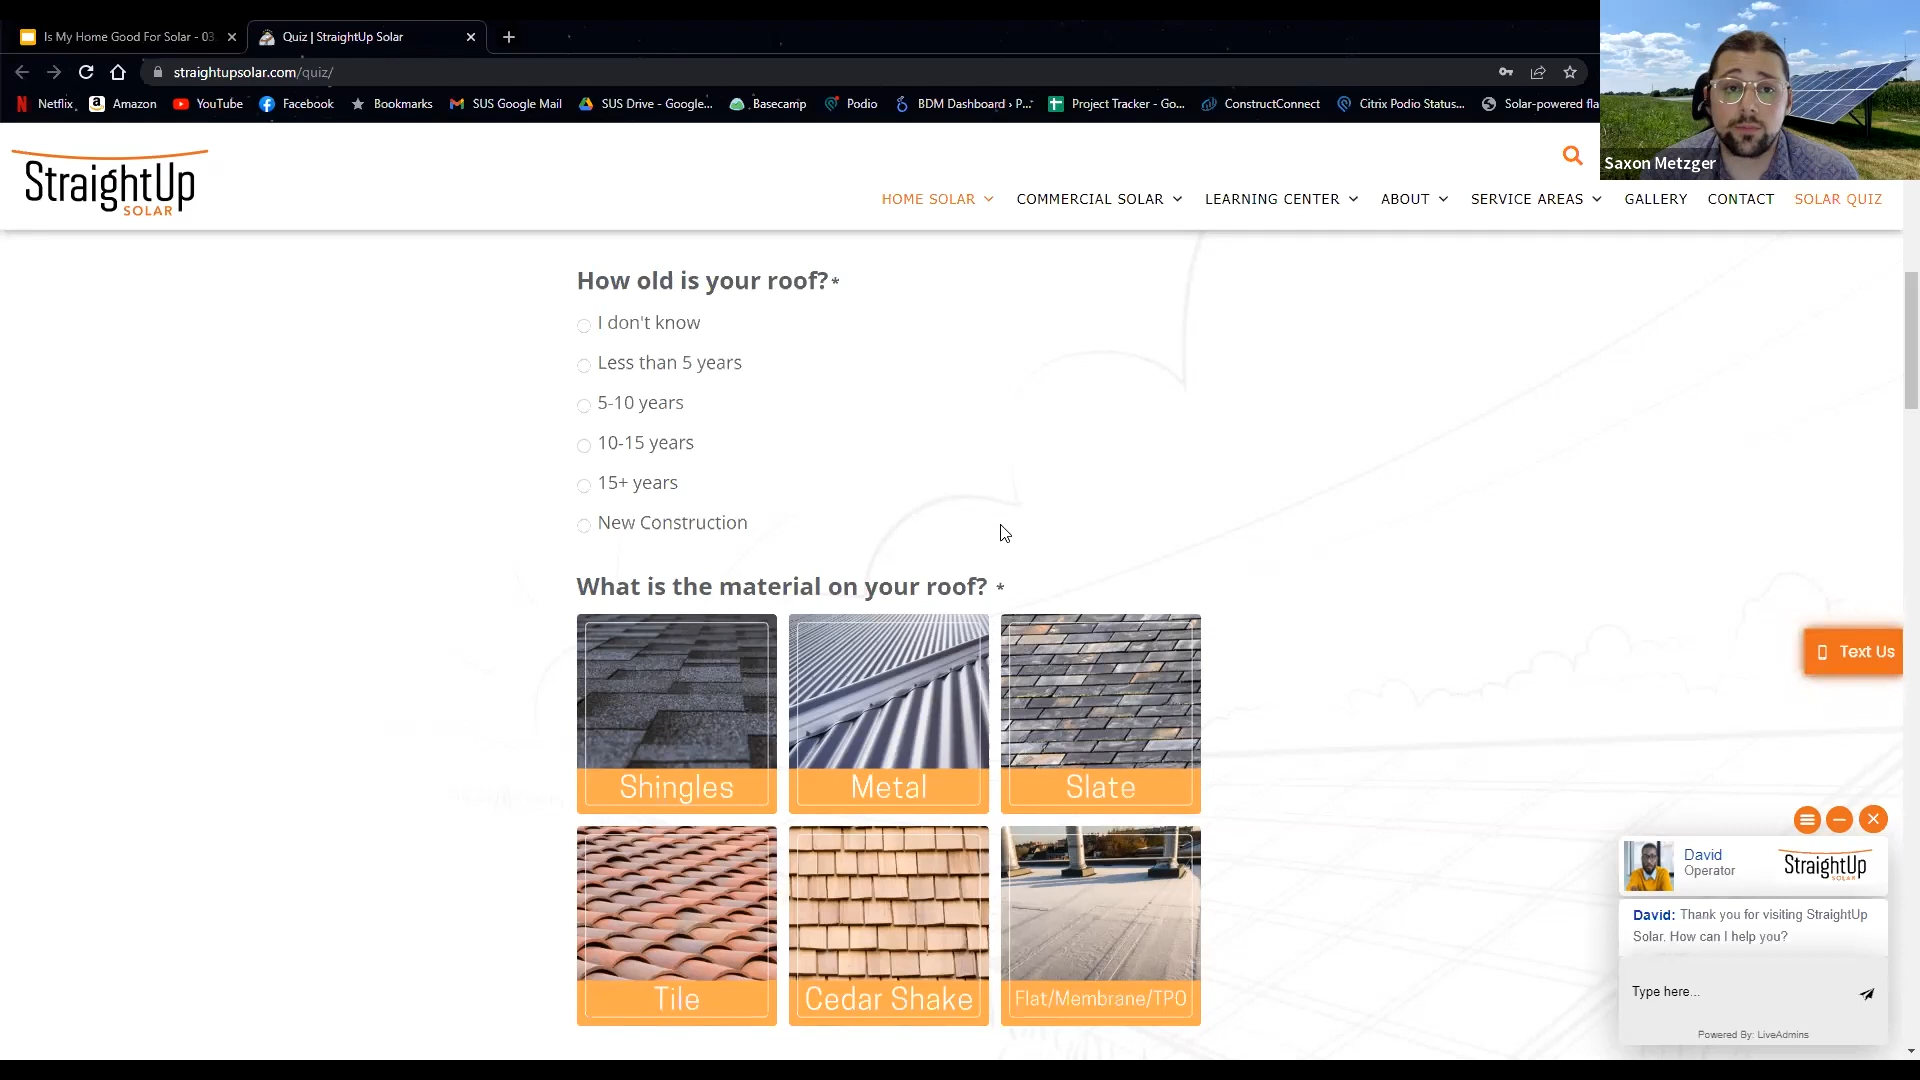 Is My Home Good For Solar - 03
Quiz | StraightUp Solar
straightupsolar.com/quiz/
Netflix
Amazon
YouTube
Facebook
Bookmarks
SUS Google Mail
SUS Drive - Google...
Basecamp
Podio
BDM Dashboard › P...
Project Tracker - Go...
ConstructConnect
Citrix Podio Status...
Solar-powered fla
Saxon Metzger
StraightUp
SOLAR
HOME SOLAR
COMMERCIAL SOLAR
LEARNING CENTER
ABOUT
SERVICE AREAS
GALLERY
CONTACT
SOLAR QUIZ
How old is your roof? *
I don't know
Less than 5 years
5-10 years
10-15 years
15+ years
New Construction
What is the material on your roof? *
Shingles
Metal
Slate
Tile
Cedar Shake
Flat/Membrane/TPO
Text Us
David
Operator
StraightUp
SOLAR
David: Thank you for visiting StraightUp
Solar. How can I help you?
Type here...
Powered By: LiveAdmins